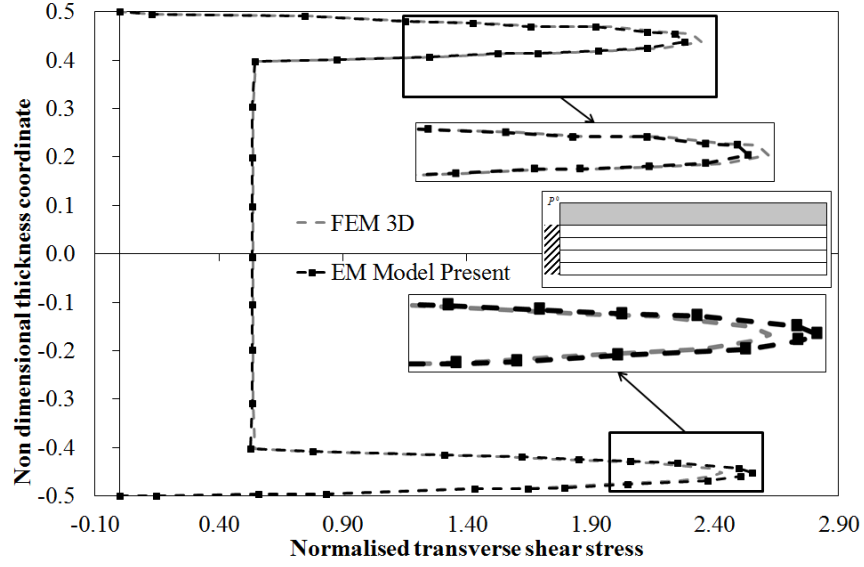 0.5
0.4
0.3
0.2
0.1
0.0
-0.1
-0.2
-0.3
-0.4
-0.5
Non dimensional thickness coordinate
P⁰
FEM 3D
EM Model Present
-0.10 0.40 0.90 1.40 1.90 2.40 2.90
Normalised transverse shear stress